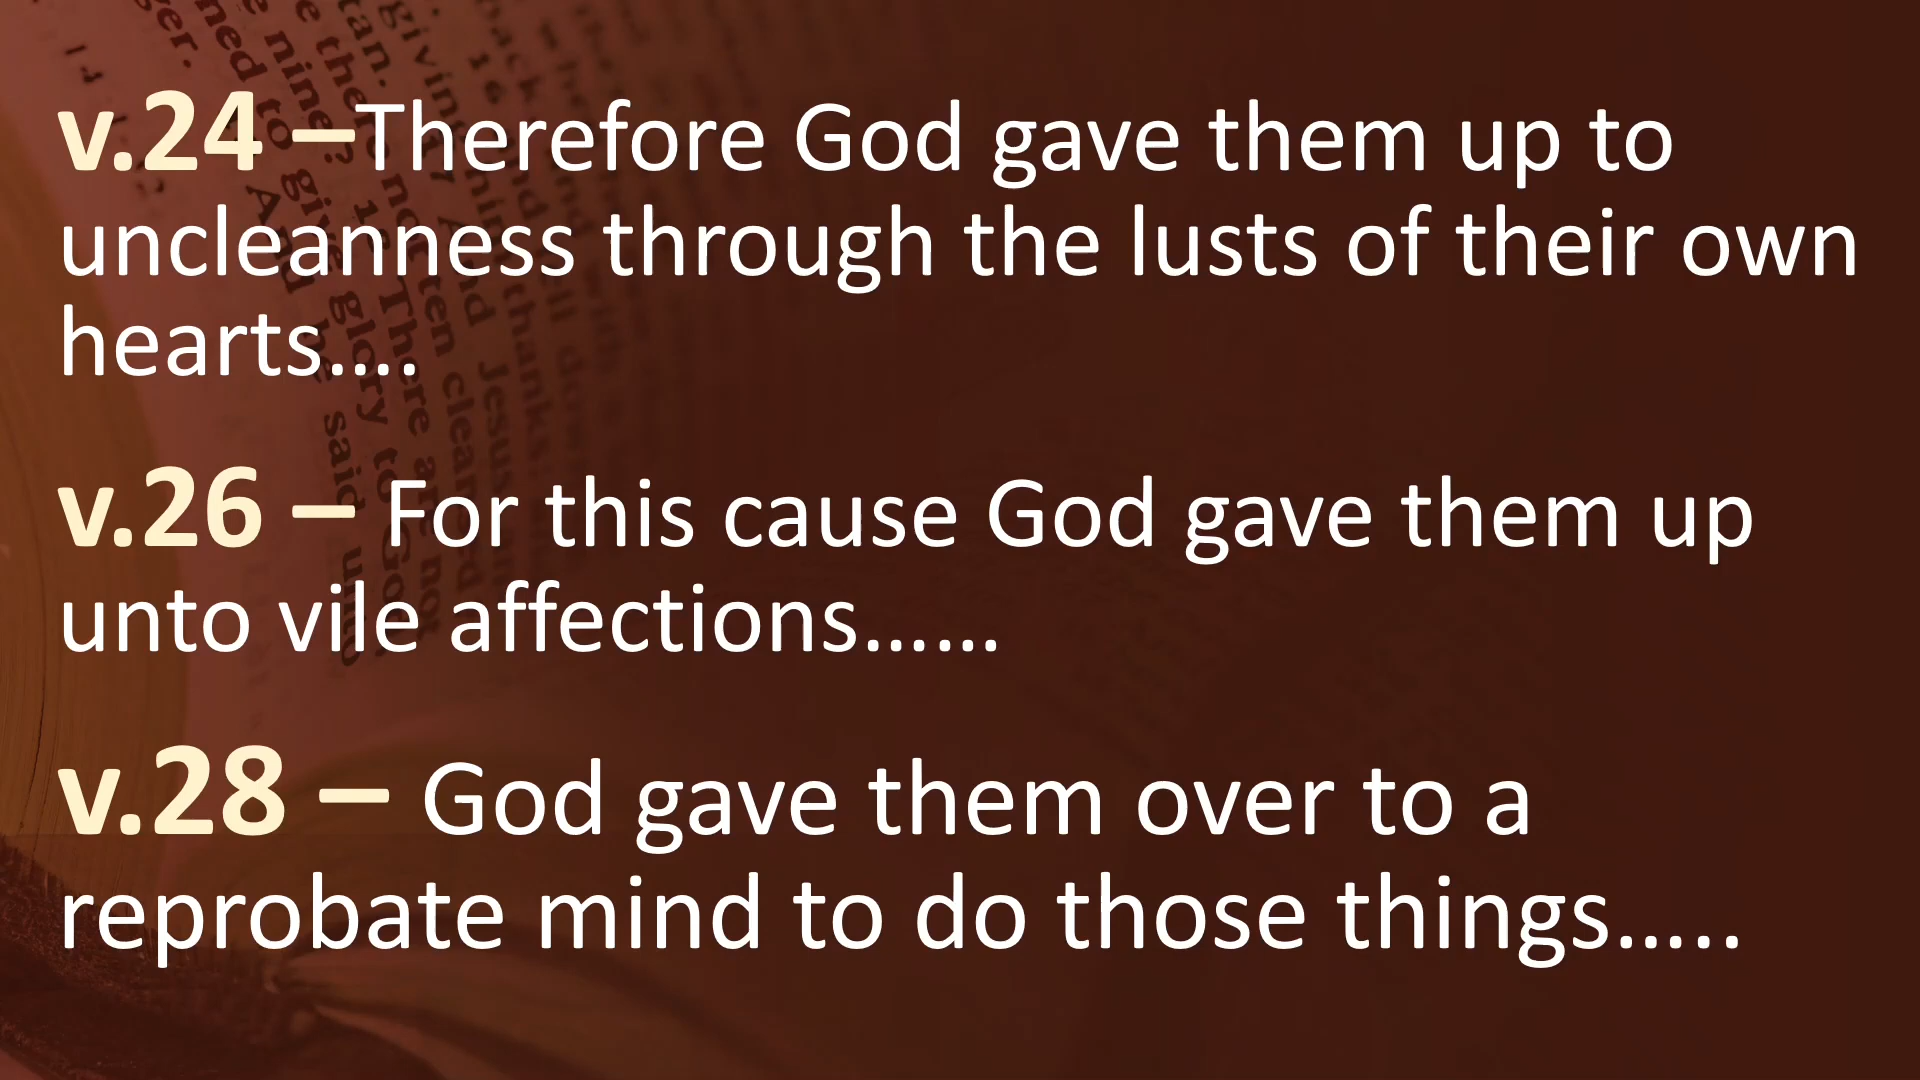 v.24 –Therefore God gave them up to
uncleanness through the lusts of their own
hearts….
v.26 – For this cause God gave them up
unto vile affections……
v.28 – God gave them over to a
reprobate mind to do those things…..